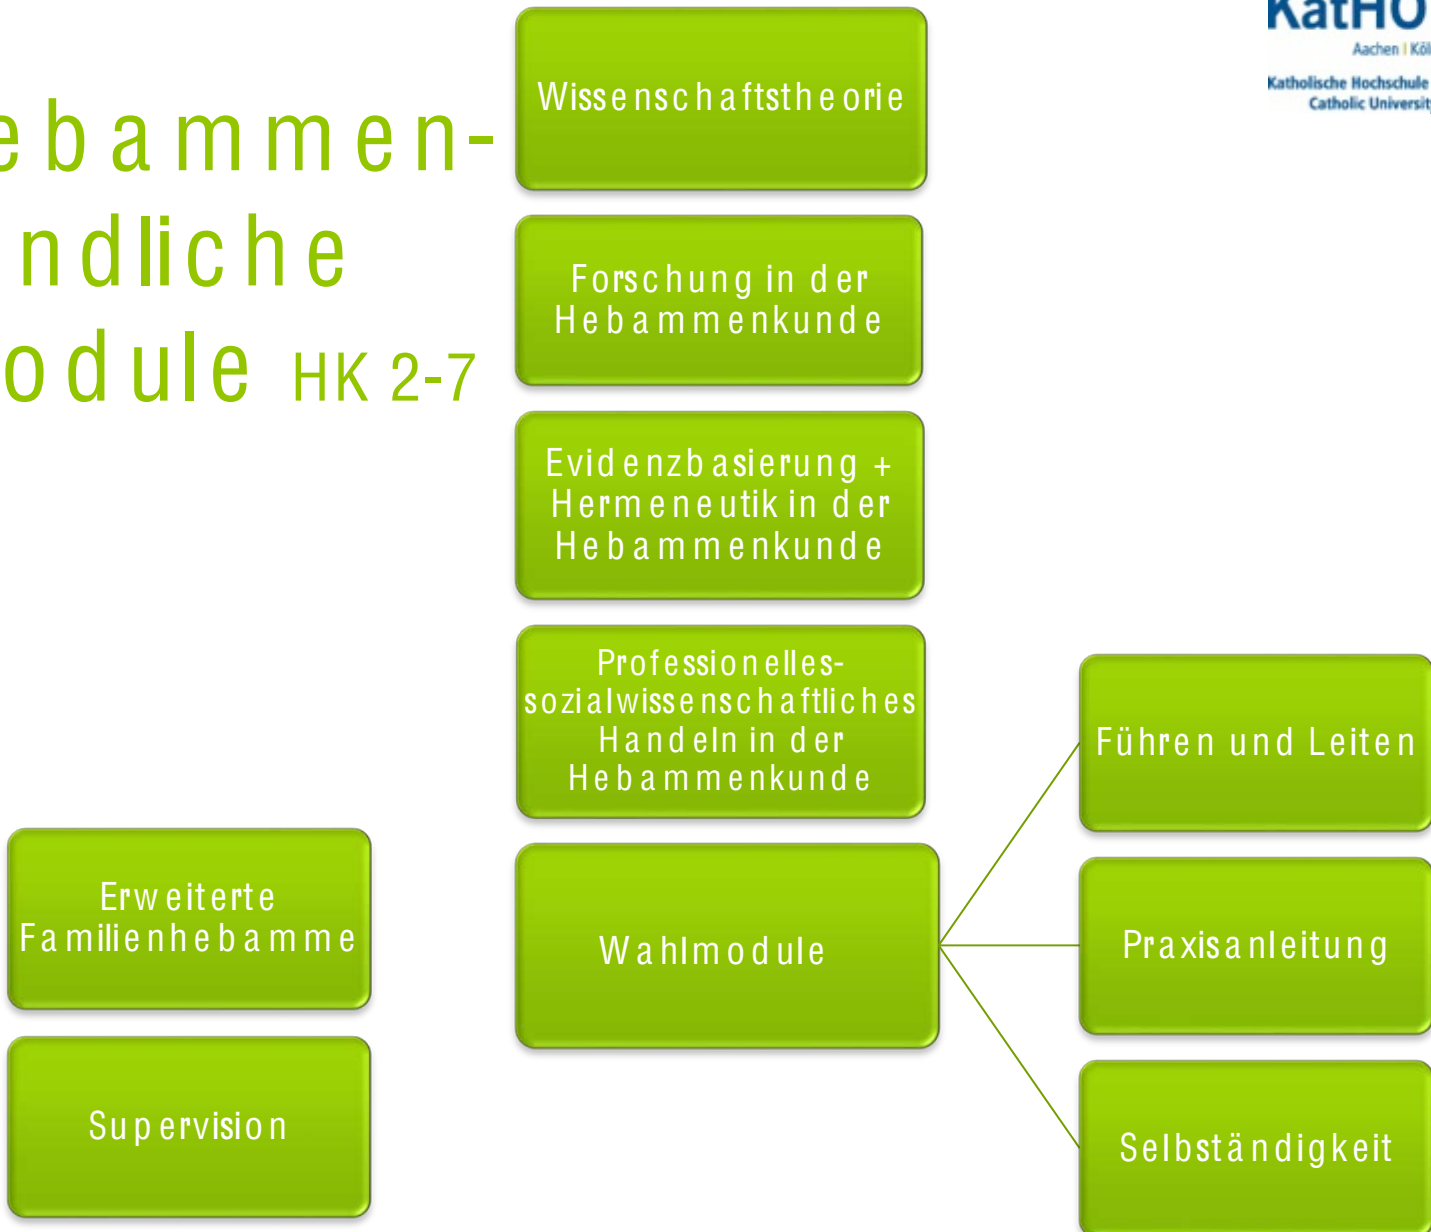 ebammen-
ndliche
odule HK 2-7
KatHO
Aachen | Köl
Katholische Hochschule
Catholic Universit
Wissenschaftstheorie
Forschung in der
Hebammenkunde
Evidenzbasierung +
Hermeneutik in der
Hebammenkunde
Professionelles-
sozialwissenschaftliches
Handeln in der
Hebammenkunde
Wahlmodule
Führen und Leiten
Praxisanleitung
Selbständigkeit
Erweiterte
Familienhebamme
Supervision